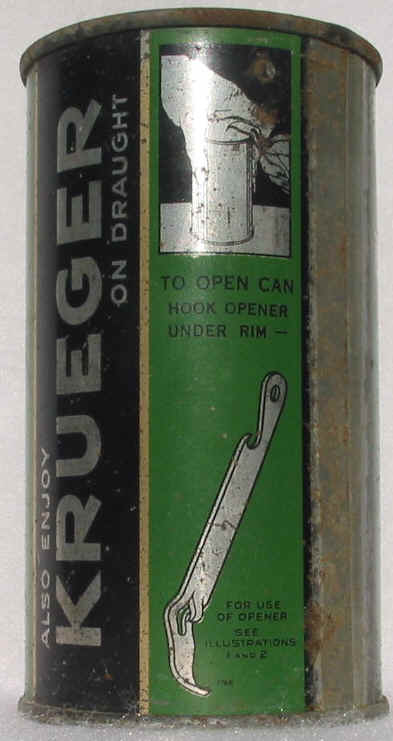 ALSO ENJOY
KRUEGER
ON DRAUGHT
TO OPEN CAN
HOOK OPENER
UNDER RIM —
FOR USE
OF OPENER
SEE
ILLUSTRATIONS
1 AND 2